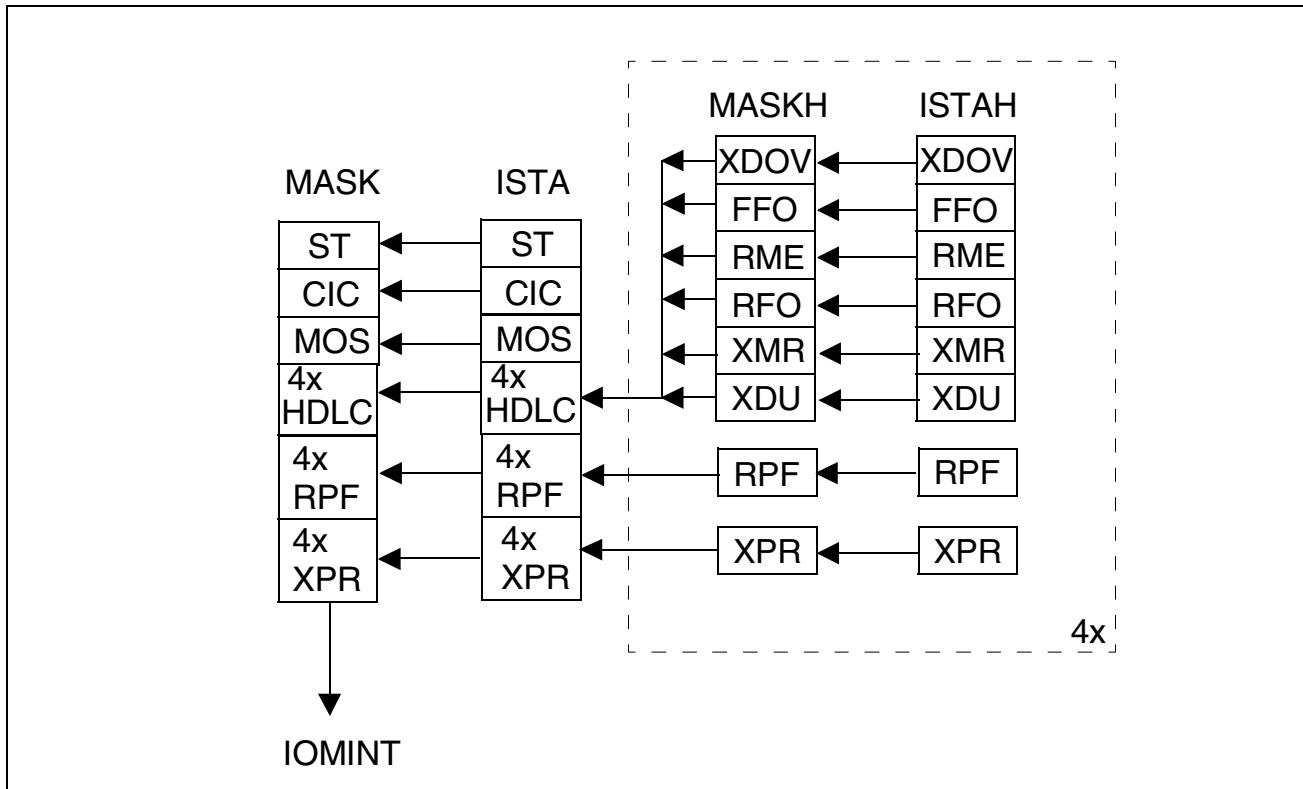 MASKH ISTAH
XDOV XDOV
MASK ISTA
FFO FFO
ST ST
RME RME
CIC CIC
RFO RFO
MOS MOS
XMR XMR
4x 4x
HDLC HDLC
XDU XDU
4x 4x
RPF RPF
RPF RPF
4x 4x
XPR XPR
XPR XPR
4x
IOMINT